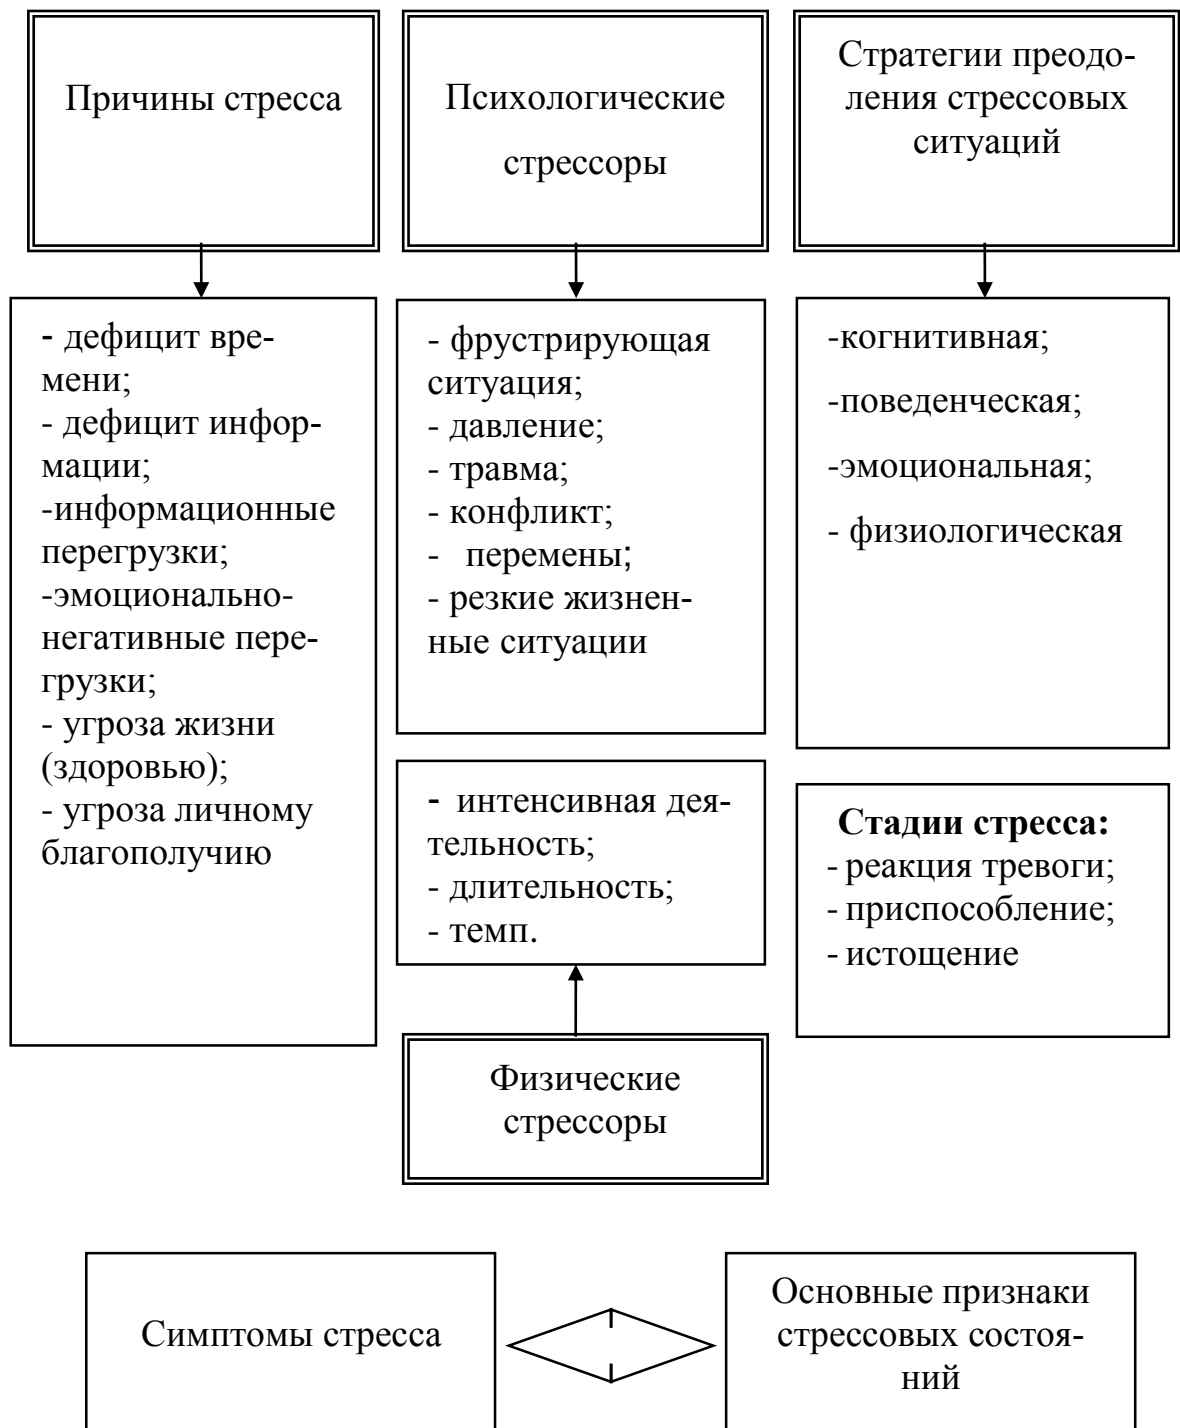 Причины стресса
Психологические
стрессоры
Стратегии преодо-
ления стрессовых
ситуаций
- дефицит вре-
мени;
- дефицит инфор-
мации;
-информационные
перегрузки;
-эмоционально-
негативные пере-
грузки;
- угроза жизни
(здоровью);
- угроза личному
благополучию
- фрустрирующая
ситуация;
- давление;
- травма;
- конфликт;
- перемены;
- резкие жизнен-
ные ситуации
-когнитивная;
-поведенческая;
-эмоциональная;
- физиологическая
- интенсивная дея-
тельность;
- длительность;
- темп.
Стадии стресса:
- реакция тревоги;
- приспособление;
- истощение
Физические
стрессоры
Симптомы стресса
Основные признаки
стрессовых состоя-
ний